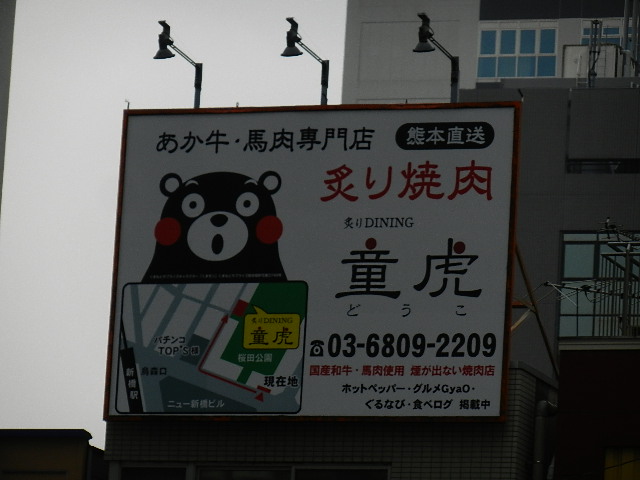 あか牛・馬肉専門店
熊本直送
炙り焼肉
炙りDINING
童虎
どうこ
☎03-6809-2209
国産和牛・馬肉使用 煙が出ない焼肉店
ホットペッパー・グルメGyaO・
ぐるなび・食べログ 掲載中
炙りDINING
童虎
パチンコ
TOP'S様
桜田公園
新橋駅
烏森口
現在地
ニュー新橋ビル